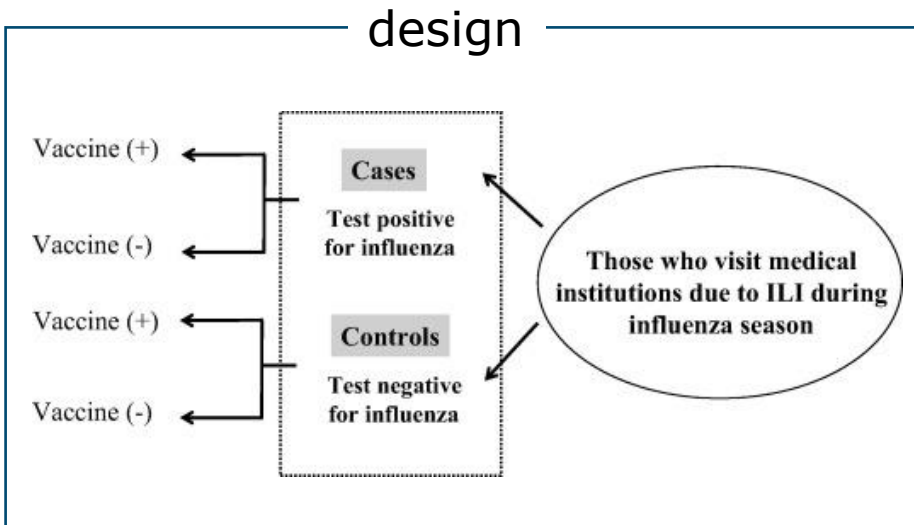 design
Vaccine (+)
Vaccine (-)
Vaccine (+)
Vaccine (-)
Cases
Test positive
for influenza
Controls
Test negative
for influenza
Those who visit medical
institutions due to ILI during
influenza season